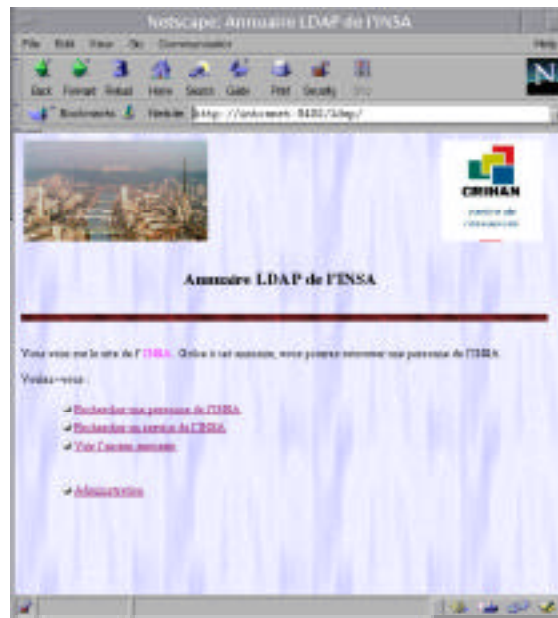 Netscape: Annuaire LDAP de l'INSA
File Edit View Go Communicator Help
Back Forward Reload Home Search Guide Print Security Stop
Bookmarks Netsite: http:// /ldap/
CRIHAN
Annuaire LDAP de l'INSA
Vous sur le site de l'INSA. Grâce à cet annuaire, vous pourrez retrouver une personne de l'INSA.
Voulez-vous :
Rechercher une personne de l'INSA
Rechercher un service de l'INSA
Voir l'ancien annuaire
Administration